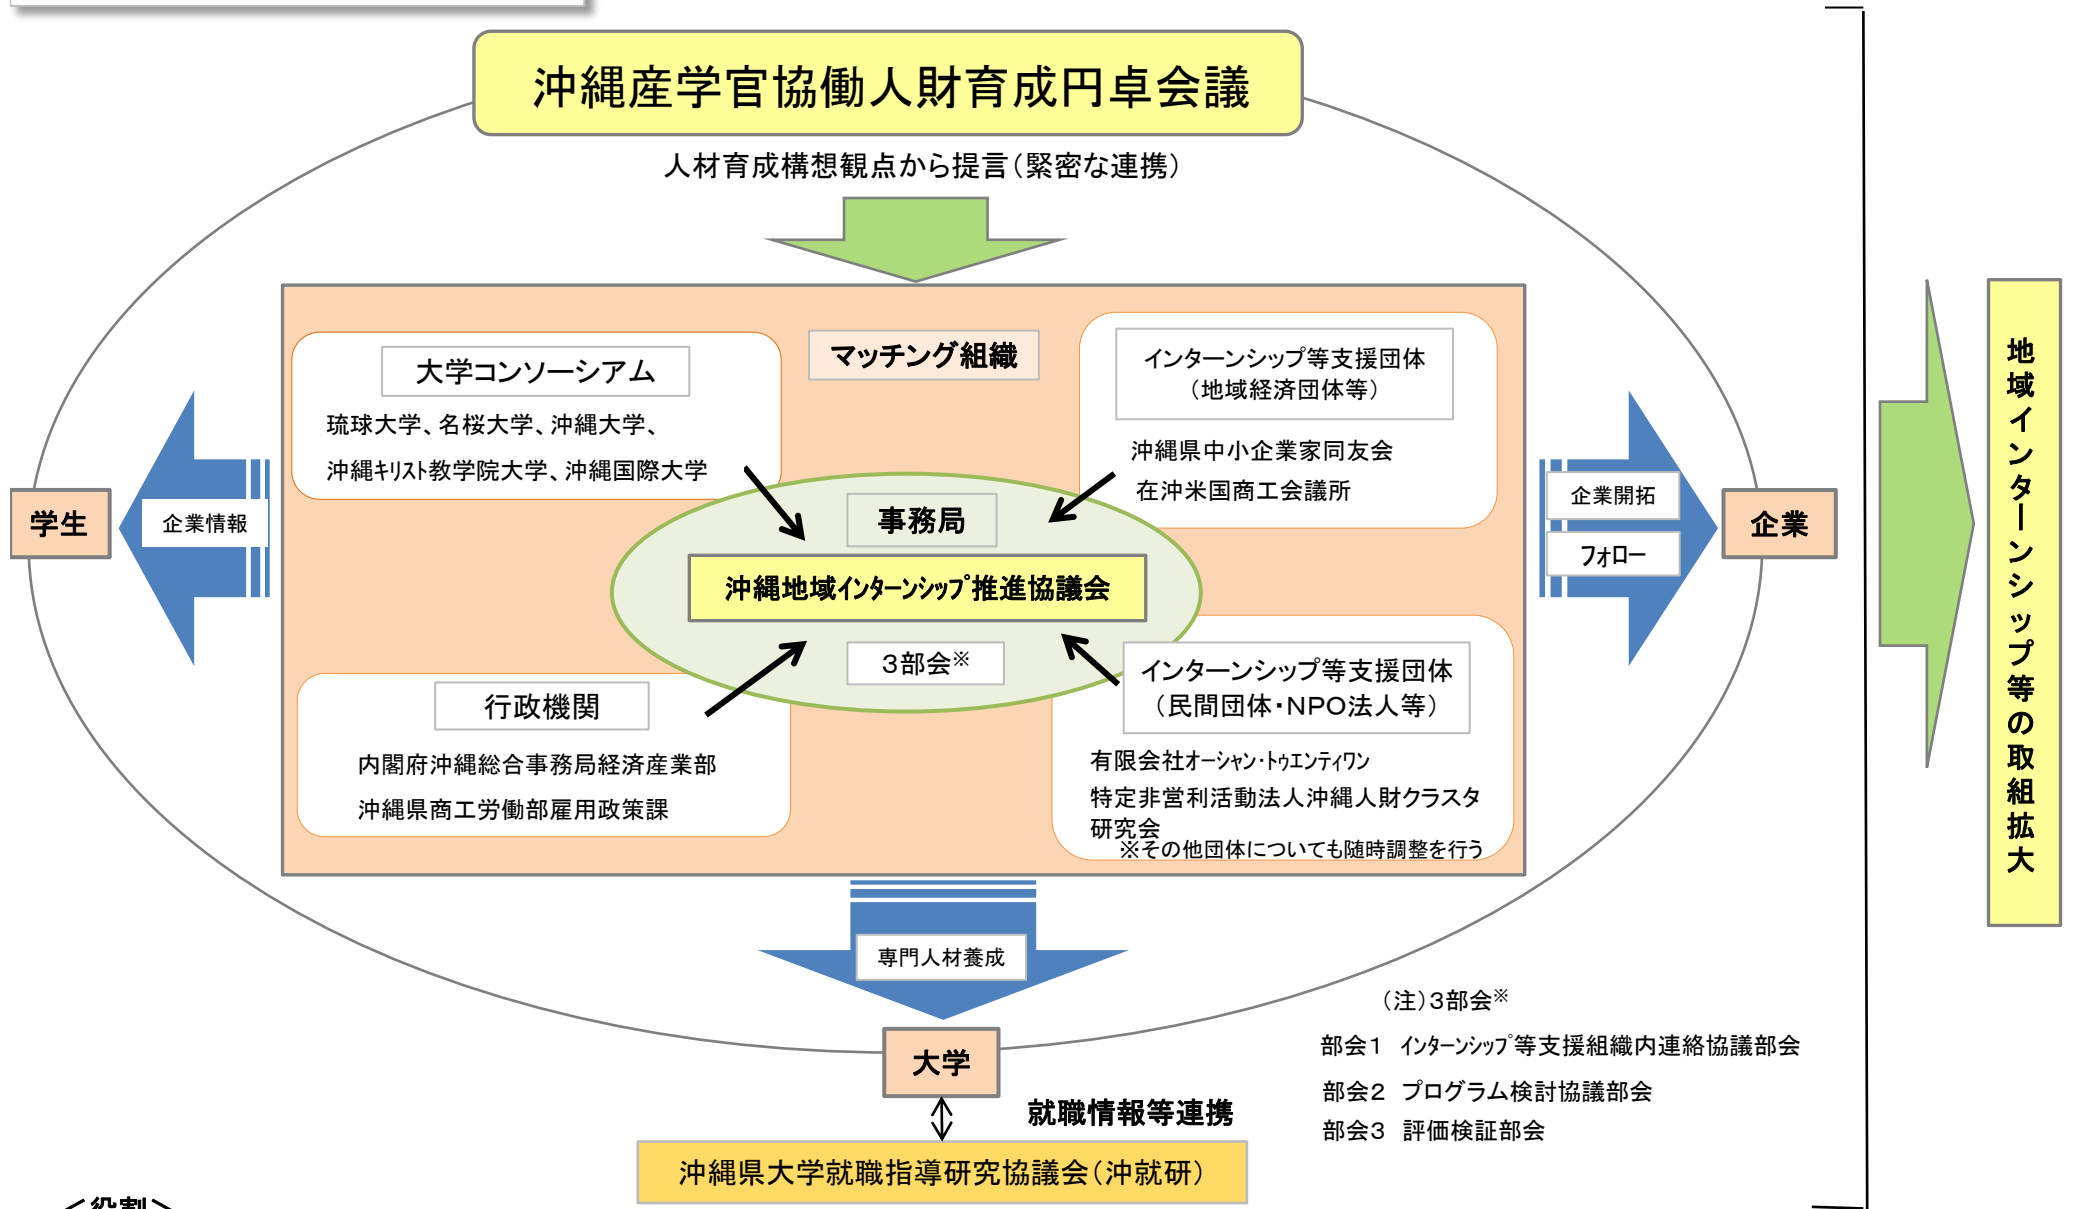 沖縄産学官協働人財育成円卓会議
人材育成構想観点から提言（緊密な連携）
マッチング組織
大学コンソーシアム
琉球大学、名桜大学、沖縄大学、
沖縄キリスト教学院大学、沖縄国際大学
インターンシップ等支援団体
（地域経済団体等）
沖縄県中小企業家同友会
在沖米国商工会議所
学生
企業情報
事務局
沖縄地域インターンシップ推進協議会
３部会※
企業開拓
フォロー
企業
行政機関
内閣府沖縄総合事務局経済産業部
沖縄県商工労働部雇用政策課
インターンシップ等支援団体
（民間団体・NPO法人等）
有限会社オーシャン・トゥエンティワン
特定非営利活動法人沖縄人財クラスタ
研究会
※その他団体についても随時調整を行う
地域インターンシップ等の取組拡大
専門人材養成
大学
就職情報等連携
沖縄県大学就職指導研究協議会（沖就研）
（注）３部会※
部会１　インターンシップ等支援組織内連絡協議部会
部会２　プログラム検討協議部会
部会３　評価検証部会
＜役割＞